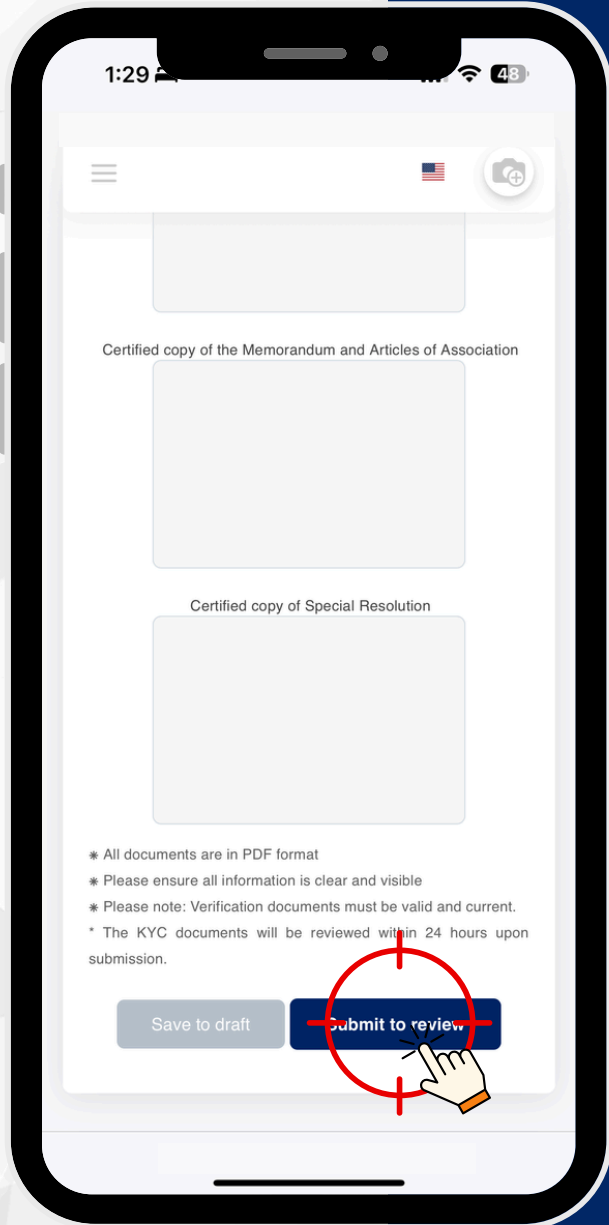 1:29
48
Certified copy of the Memorandum and Articles of Association
Certified copy of Special Resolution
⁕ All documents are in PDF format
⁕ Please ensure all information is clear and visible
⁕ Please note: Verification documents must be valid and current.
* The KYC documents will be reviewed within 24 hours upon
submission.
Save to draft
Submit to review